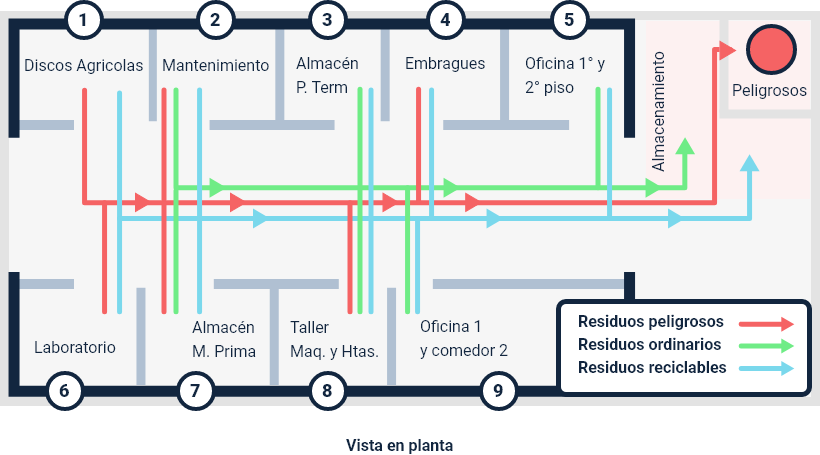 1
2
3
4
5
Discos Agricolas
Mantenimiento
Almacén
P. Term
Embragues
Oficina 1° y
2° piso
Almacenamiento
Peligrosos
Laboratorio
Almacén
M. Prima
Taller
Maq. y Htas.
Oficina 1
y comedor 2
Residuos peligrosos
Residuos ordinarios
Residuos reciclables
6
7
8
9
Vista en planta